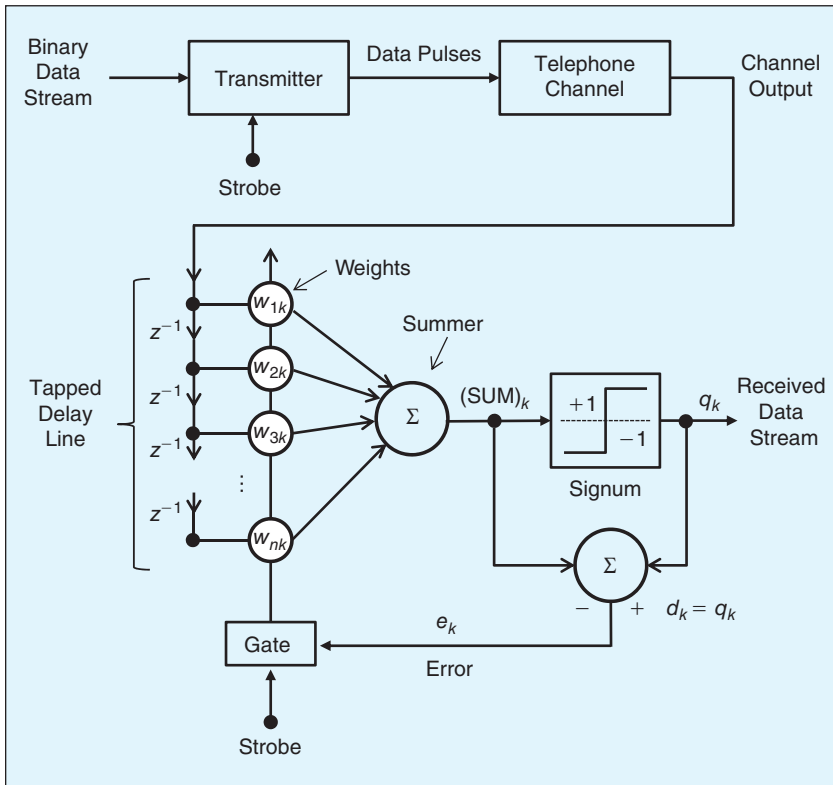 Binary
Data
Stream
Transmitter
Data Pulses
Telephone
Channel
Channel
Output
Strobe
Weights
w1k
z−1
Summer
w2k
Tapped
Delay
Line
z−1
(SUM)k
+1
−1
qk
Received
Data
Stream
Σ
w3k
z−1
Signum
⋮
z−1
wnk
Σ
− +
dk = qk
ek
Gate
Error
Strobe